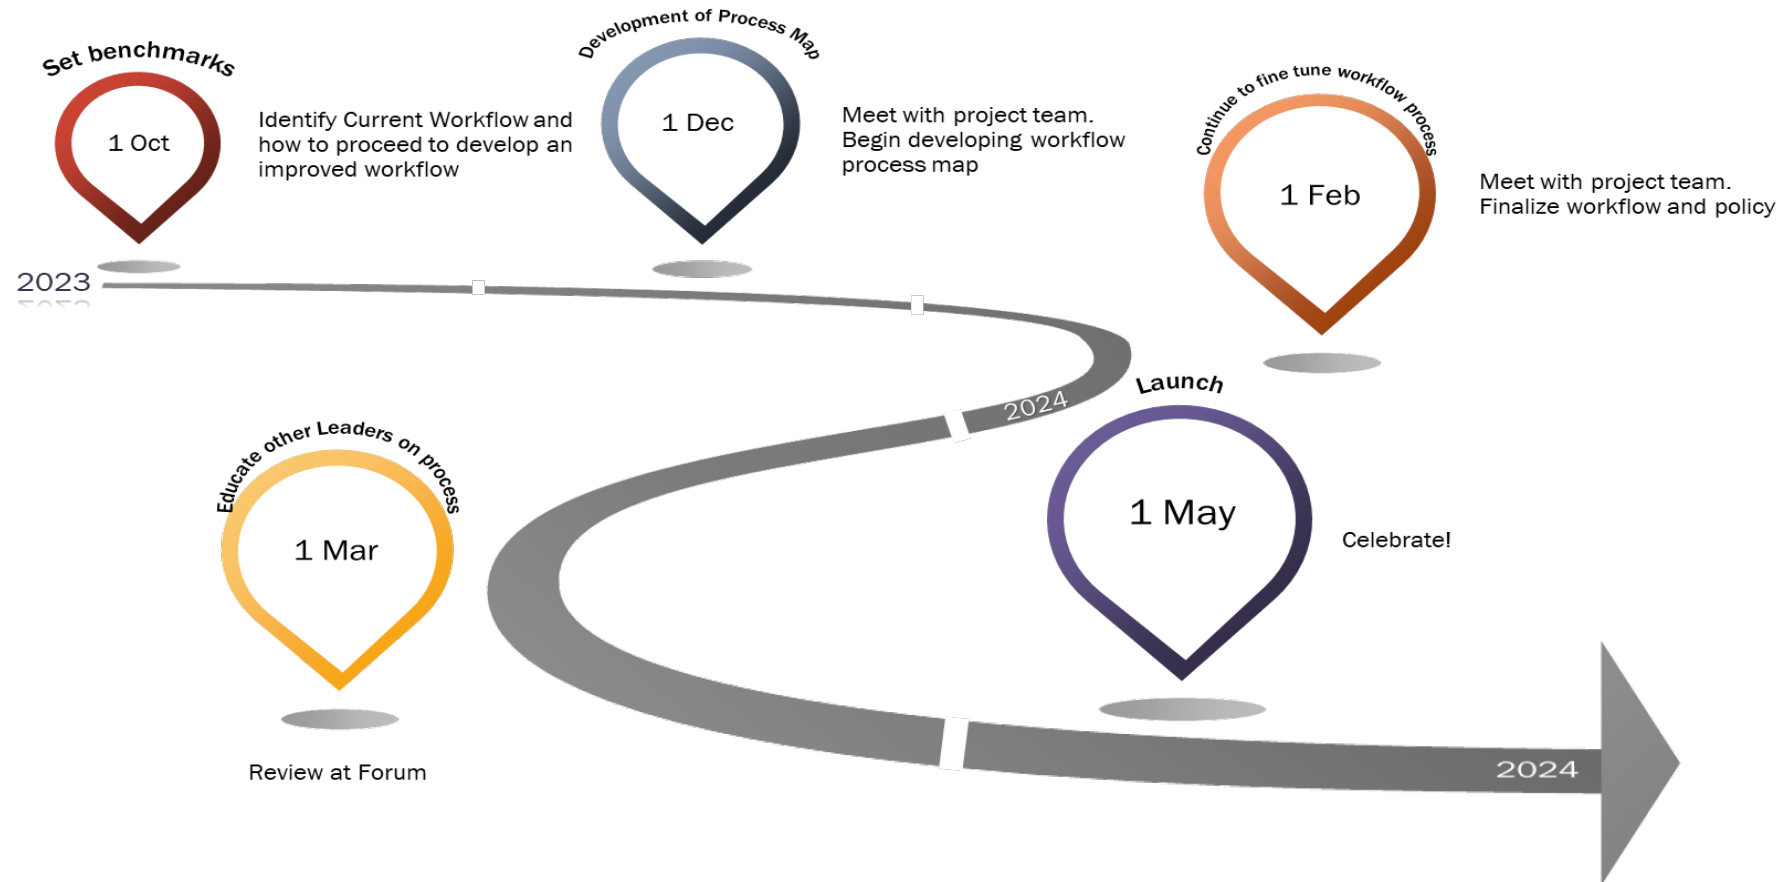 Set benchmarks
1 Oct
Identify Current Workflow and
how to proceed to develop an
improved workflow
Development of Process Map
1 Dec
Meet with project team.
Begin developing workflow
process map
Continue to fine tune workflow process
1 Feb
Meet with project team.
Finalize workflow and policy
2023
2024
Launch
1 May
Celebrate!
Educate other Leaders on process
1 Mar
Review at Forum
2024